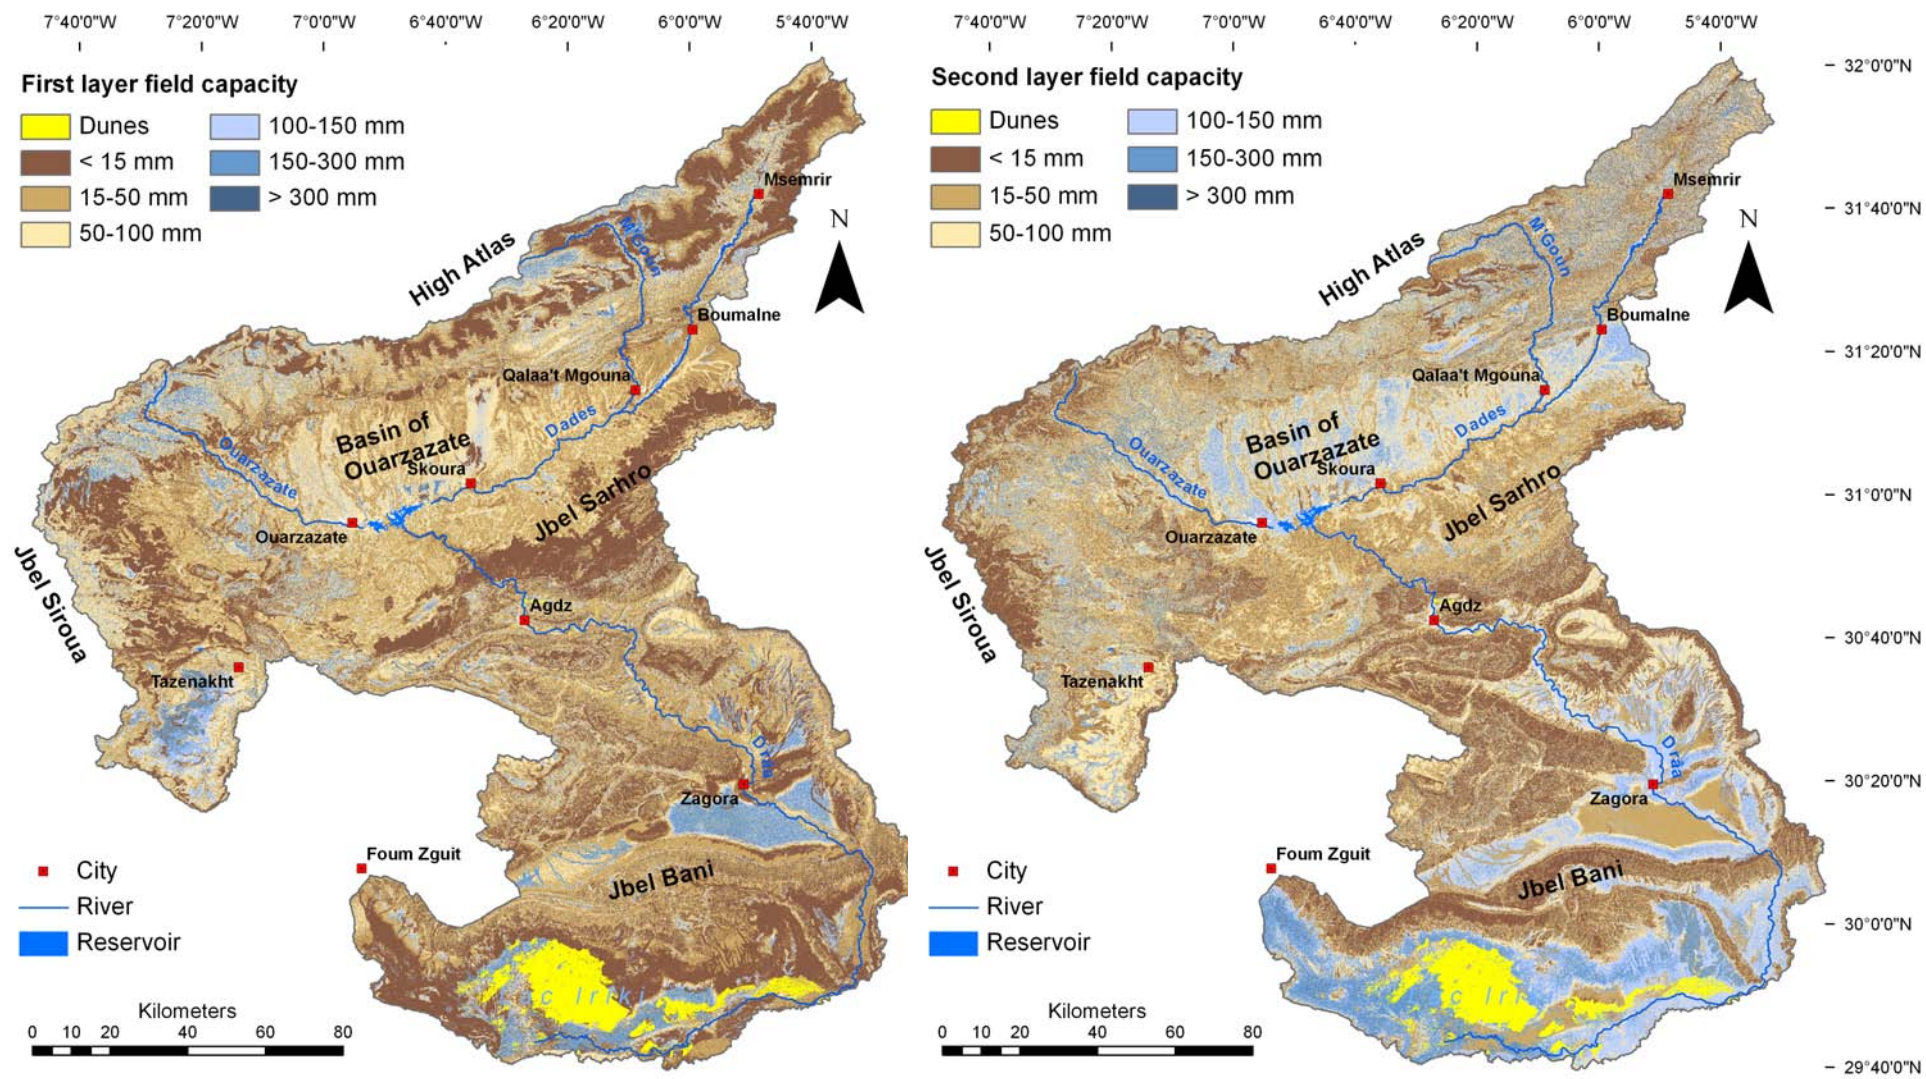 7°40'0"W 7°20'0"W 7°0'0"W 6°40'0"W 6°20'0"W 6°0'0"W 5°40'0"W
First layer field capacity
Dunes
< 15 mm
15-50 mm
50-100 mm
100-150 mm
150-300 mm
> 300 mm
N
High Atlas
M'Goun
Msemrir
Boumalne
Qalaa't Mgouna
Dades
Basin of
Ouarzazate
Skoura
Ouarzazate
Ouarzazate
Jbel Sarhro
Jbel Siroua
Agdz
Tazenakht
Draa
Zagora
Foum Zguit
Jbel Bani
c Iriki
City
River
Reservoir
Kilometers
0 10 20 40 60 80
7°40'0"W 7°20'0"W 7°0'0"W 6°40'0"W 6°20'0"W 6°0'0"W 5°40'0"W
Second layer field capacity
Dunes
< 15 mm
15-50 mm
50-100 mm
100-150 mm
150-300 mm
> 300 mm
N
High Atlas
M'Goun
Msemrir
Boumalne
Qalaa't Mgouna
Dades
Basin of
Ouarzazate
Skoura
Ouarzazate
Ouarzazate
Jbel Sarhro
Jbel Siroua
Agdz
Tazenakht
Draa
Zagora
Foum Zguit
Jbel Bani
City
River
Reservoir
Kilometers
0 10 20 40 60 80
32°0'0"N
31°40'0"N
31°20'0"N
31°0'0"N
30°40'0"N
30°20'0"N
30°0'0"N
29°40'0"N